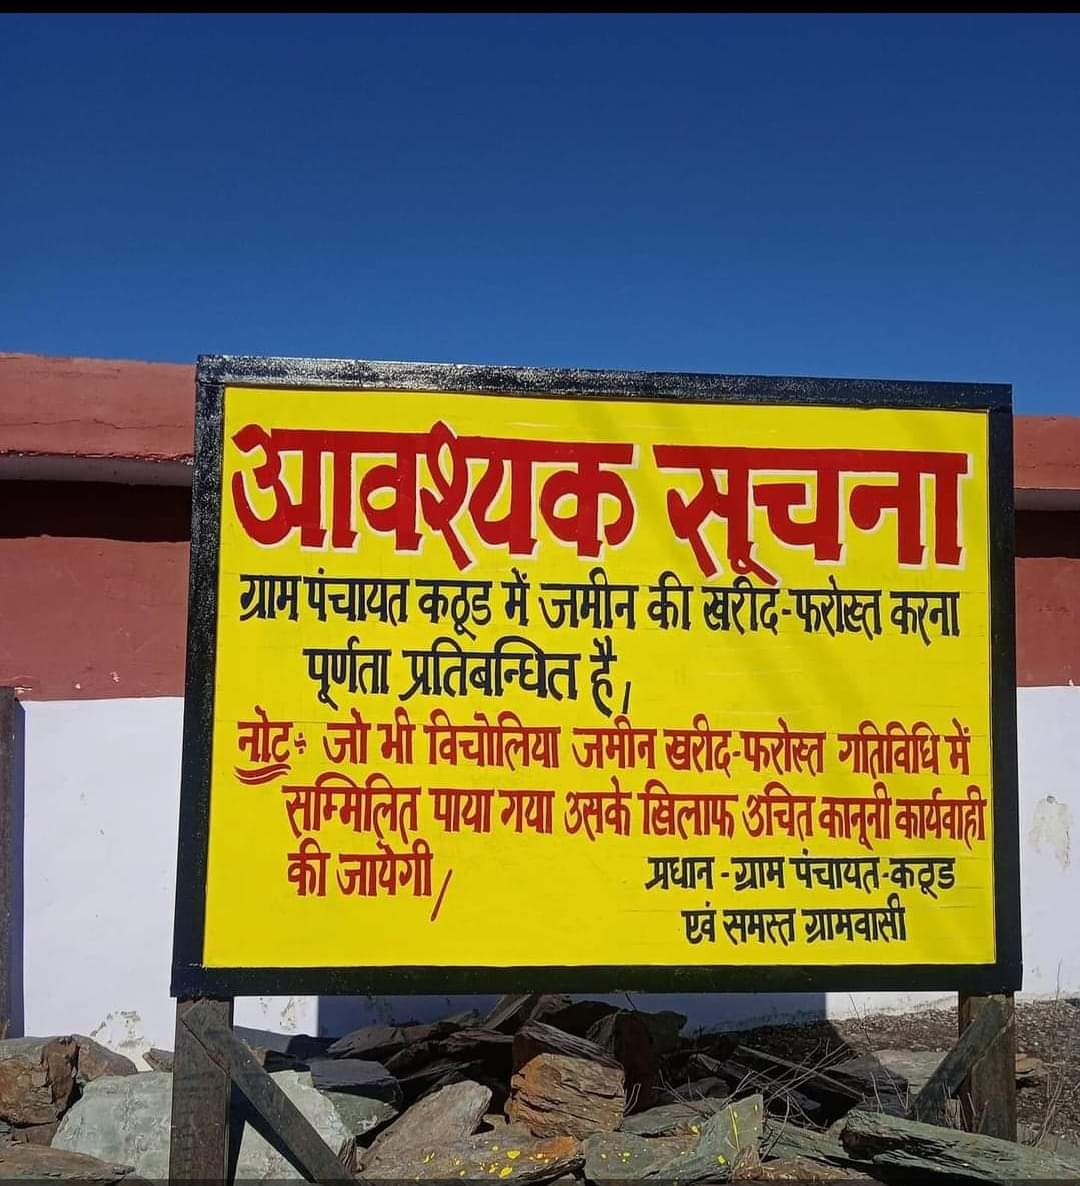 आवश्यक सूचना
ग्राम पंचायत कठूड में जमीन की खरीद-फरोख्त करना
पूर्णता प्रतिबन्धित है।
नोटः जो भी विचोलिया जमीन खरीद-फरोख्त गतिविधि में
सम्मिलित पाया गया उसके खिलाफ उचित कानूनी कार्यवाही
की जायेगी।
प्रधान-ग्राम पंचायत-कठूड
एवं समस्त ग्रामवासी